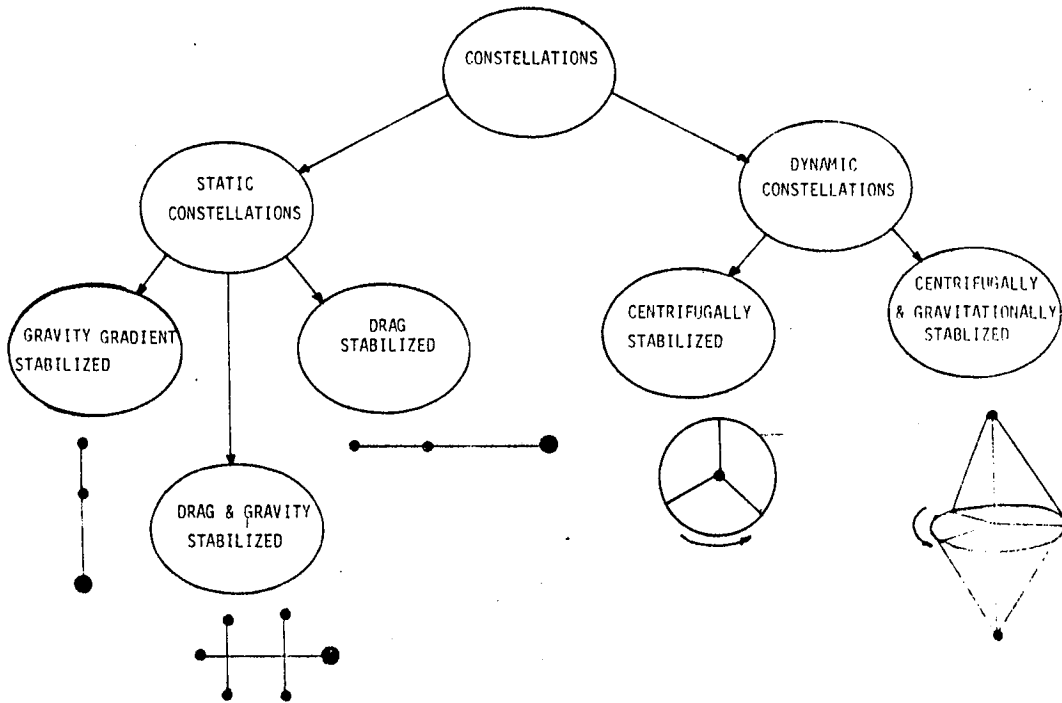 CONSTELLATIONS
STATIC
CONSTELLATIONS
DYNAMIC
CONSTELLATIONS
GRAVITY GRADIENT
STABILIZED
DRAG
STABILIZED
DRAG & GRAVITY
STABILIZED
CENTRIFUGALLY
STABILIZED
CENTRIFUGALLY
& GRAVITATIONALLY
STABLIZED